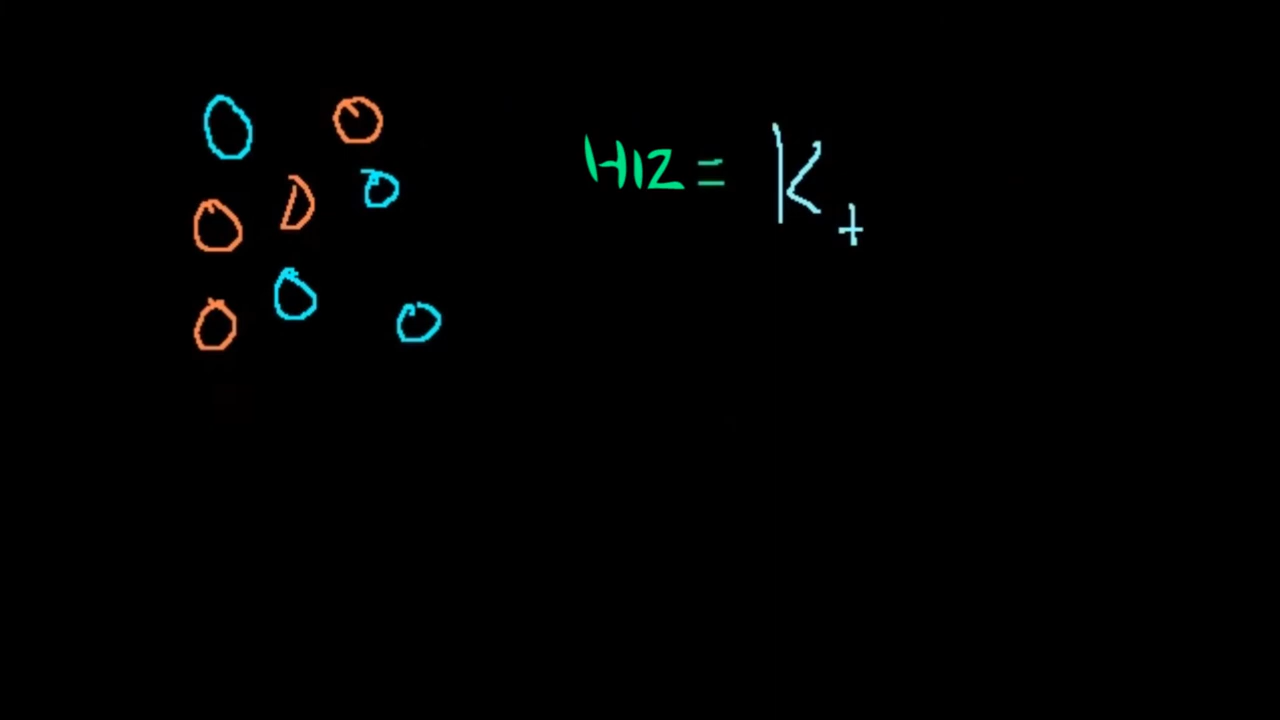 HIZ = K+